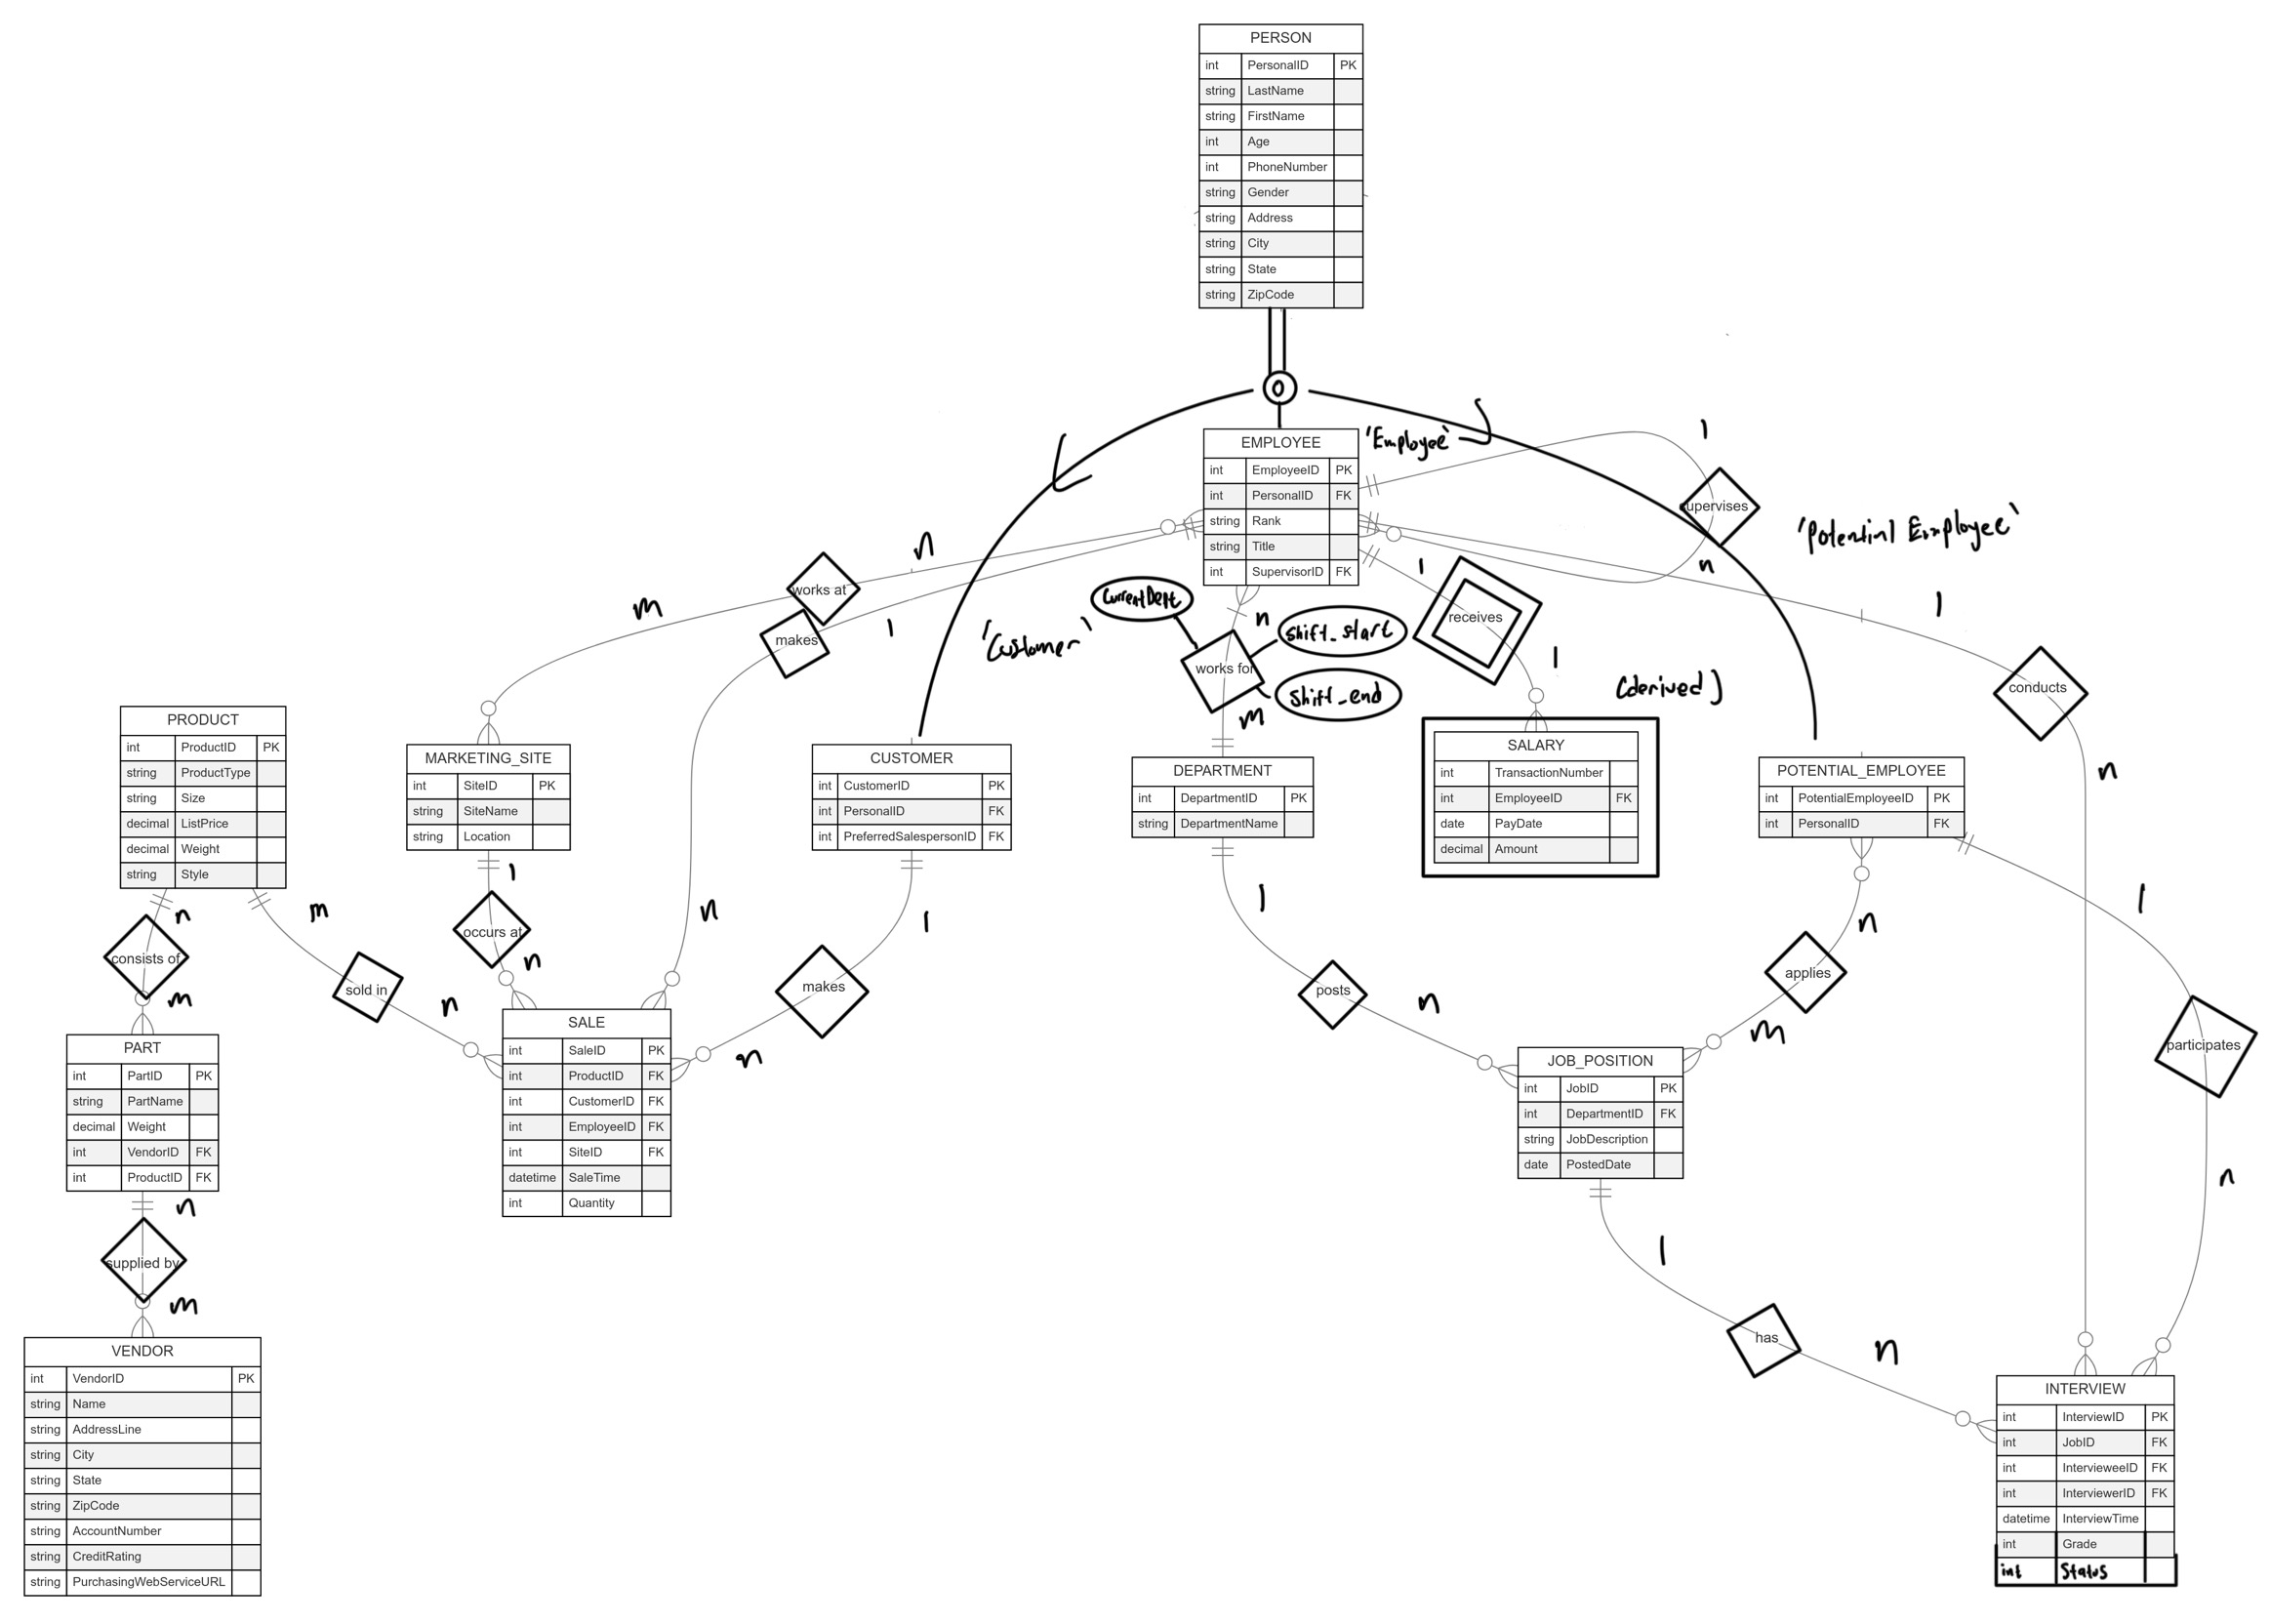 PERSON
int PersonalID PK
string LastName
string FirstName
int Age
int PhoneNumber
string Gender
string Address
string City
string State
string ZipCode
O
EMPLOYEE
int EmployeeID PK
int PersonalID FK
string Rank
string Title
int SupervisorID FK
'Employee'
1
upervises
n
'Potential Employee'
n
works at
m
makes
1
'Customer'
CurrentDept
n
Shift_start
works for
Shift_end
m
1
receives
1
(derived)
1
conducts
n
PRODUCT
int ProductID PK
string ProductType
string Size
decimal ListPrice
decimal Weight
string Style
MARKETING_SITE
int SiteID PK
string SiteName
string Location
CUSTOMER
int CustomerID PK
int PersonalID FK
int PreferredSalespersonID FK
DEPARTMENT
int DepartmentID PK
string DepartmentName
SALARY
int TransactionNumber
int EmployeeID FK
date PayDate
decimal Amount
POTENTIAL_EMPLOYEE
int PotentialEmployeeID PK
int PersonalID FK
n
consists of
m
m
sold in
n
1
occurs at
n
n
1
makes
n
1
posts
n
n
applies
m
1
participates
n
PART
int PartID PK
string PartName
decimal Weight
int VendorID FK
int ProductID FK
SALE
int SaleID PK
int ProductID FK
int CustomerID FK
int EmployeeID FK
int SiteID FK
datetime SaleTime
int Quantity
JOB_POSITION
int JobID PK
int DepartmentID FK
string JobDescription
date PostedDate
n
supplied by
m
1
has
n
VENDOR
int VendorID PK
string Name
string AddressLine
string City
string State
string ZipCode
string AccountNumber
string CreditRating
string PurchasingWebServiceURL
INTERVIEW
int InterviewID PK
int JobID FK
int IntervieweeID FK
int InterviewerID FK
datetime InterviewTime
int Grade
int Status